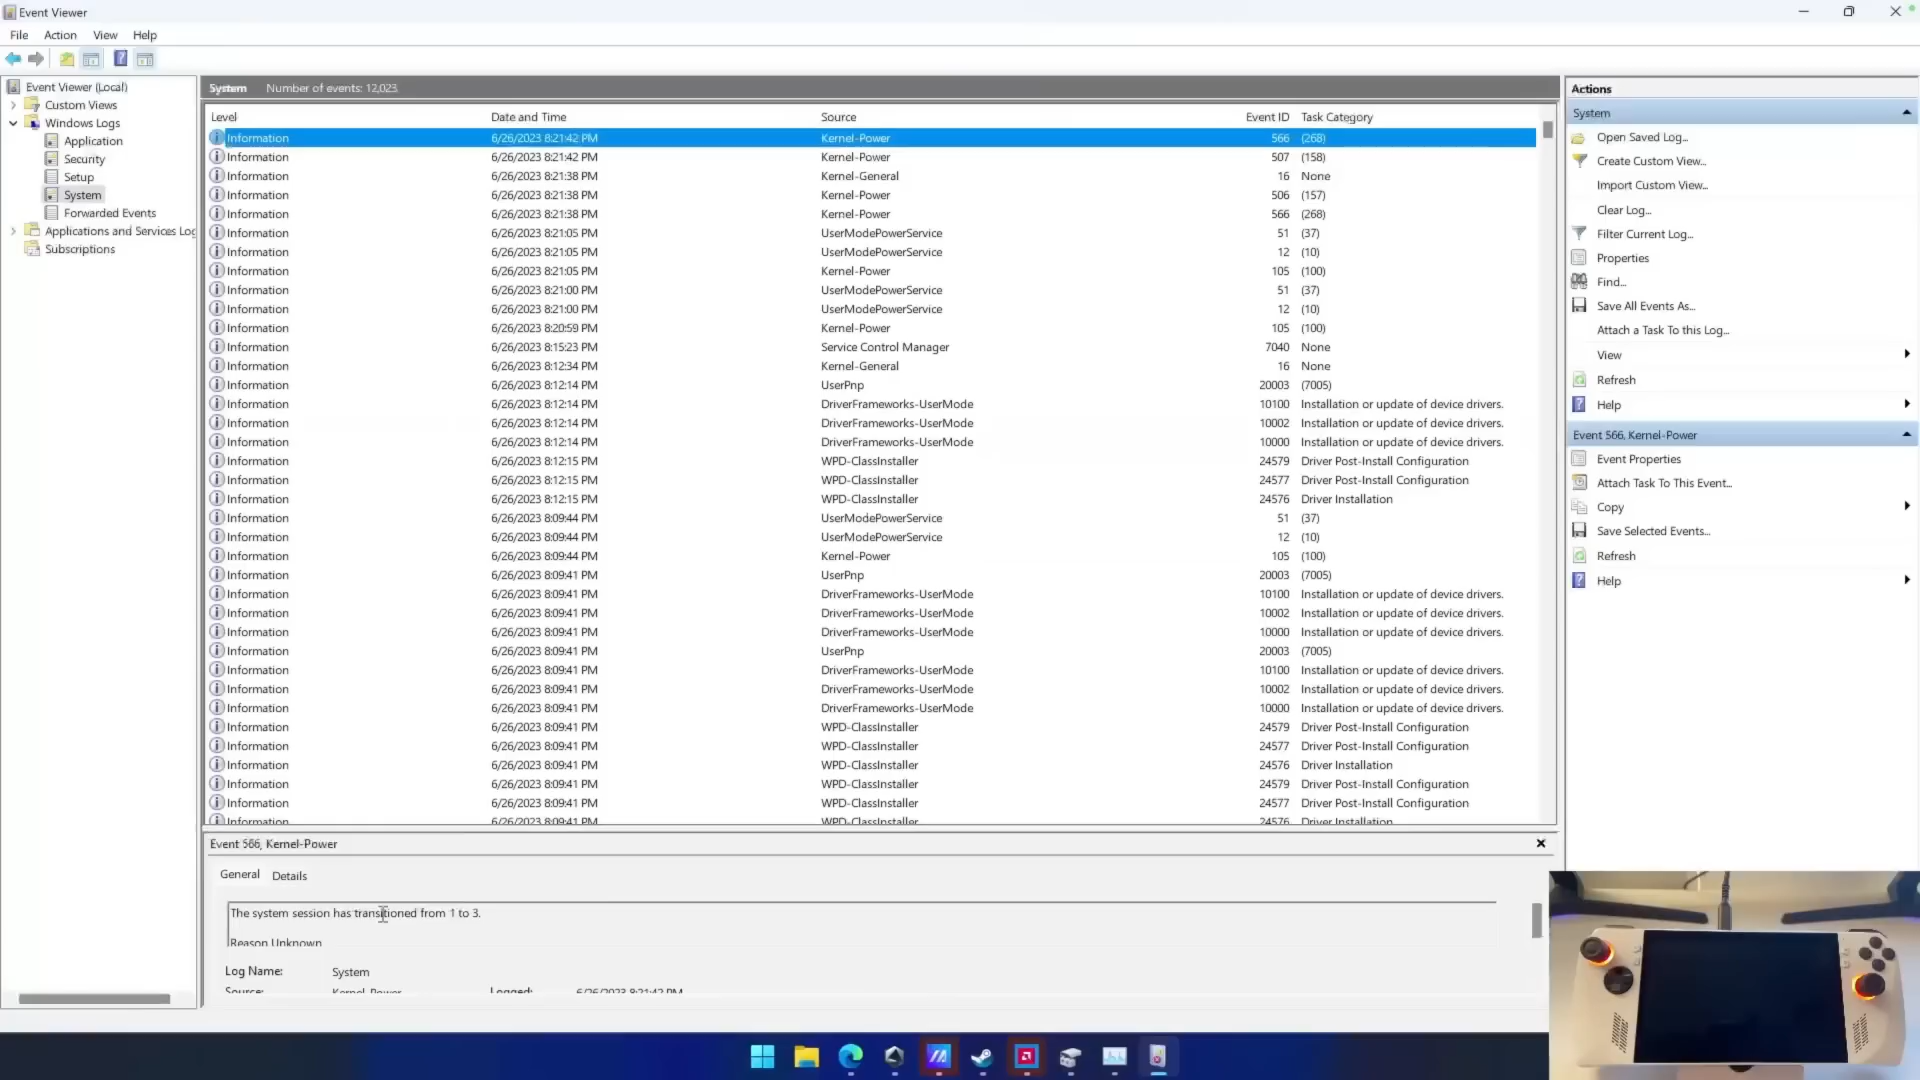 Event Viewer
File Action View Help
Event Viewer (Local)
Custom Views
Windows Logs
Application
Security
Setup
System
Forwarded Events
Applications and Services Log
Subscriptions
System Number of events: 12,023
Level Date and Time Source Event ID Task Category
Information 6/26/2023 8:21:42 PM Kernel-Power 566 (268)
Information 6/26/2023 8:21:42 PM Kernel-Power 507 (158)
Information 6/26/2023 8:21:38 PM Kernel-General 16 None
Information 6/26/2023 8:21:38 PM Kernel-Power 506 (157)
Information 6/26/2023 8:21:38 PM Kernel-Power 566 (268)
Information 6/26/2023 8:21:05 PM UserModePowerService 51 (37)
Information 6/26/2023 8:21:05 PM UserModePowerService 12 (10)
Information 6/26/2023 8:21:05 PM Kernel-Power 105 (100)
Information 6/26/2023 8:21:00 PM UserModePowerService 51 (37)
Information 6/26/2023 8:21:00 PM UserModePowerService 12 (10)
Information 6/26/2023 8:20:59 PM Kernel-Power 105 (100)
Information 6/26/2023 8:15:23 PM Service Control Manager 7040 None
Information 6/26/2023 8:12:34 PM Kernel-General 16 None
Information 6/26/2023 8:12:14 PM UserPnp 20003 (7005)
Information 6/26/2023 8:12:14 PM DriverFrameworks-UserMode 10100 Installation or update of device drivers.
Information 6/26/2023 8:12:14 PM DriverFrameworks-UserMode 10002 Installation or update of device drivers.
Information 6/26/2023 8:12:14 PM DriverFrameworks-UserMode 10000 Installation or update of device drivers.
Information 6/26/2023 8:12:15 PM WPD-ClassInstaller 24579 Driver Post-Install Configuration
Information 6/26/2023 8:12:15 PM WPD-ClassInstaller 24577 Driver Post-Install Configuration
Information 6/26/2023 8:12:15 PM WPD-ClassInstaller 24576 Driver Installation
Information 6/26/2023 8:09:44 PM UserModePowerService 51 (37)
Information 6/26/2023 8:09:44 PM UserModePowerService 12 (10)
Information 6/26/2023 8:09:44 PM Kernel-Power 105 (100)
Information 6/26/2023 8:09:41 PM UserPnp 20003 (7005)
Information 6/26/2023 8:09:41 PM DriverFrameworks-UserMode 10100 Installation or update of device drivers.
Information 6/26/2023 8:09:41 PM DriverFrameworks-UserMode 10002 Installation or update of device drivers.
Information 6/26/2023 8:09:41 PM DriverFrameworks-UserMode 10000 Installation or update of device drivers.
Information 6/26/2023 8:09:41 PM UserPnp 20003 (7005)
Information 6/26/2023 8:09:41 PM DriverFrameworks-UserMode 10100 Installation or update of device drivers.
Information 6/26/2023 8:09:41 PM DriverFrameworks-UserMode 10002 Installation or update of device drivers.
Information 6/26/2023 8:09:41 PM DriverFrameworks-UserMode 10000 Installation or update of device drivers.
Information 6/26/2023 8:09:41 PM WPD-ClassInstaller 24579 Driver Post-Install Configuration
Information 6/26/2023 8:09:41 PM WPD-ClassInstaller 24577 Driver Post-Install Configuration
Information 6/26/2023 8:09:41 PM WPD-ClassInstaller 24576 Driver Installation
Information 6/26/2023 8:09:41 PM WPD-ClassInstaller 24579 Driver Post-Install Configuration
Information 6/26/2023 8:09:41 PM WPD-ClassInstaller 24577 Driver Post-Install Configuration
Information 6/26/2023 8:09:41 PM WPD-ClassInstaller 24576 Driver Installation
Event 566, Kernel-Power
General Details
The system session has transitioned from 1 to 3.
Reason Unknown
Log Name: System
Source: Kernel-Power Logged: 6/26/2023 8:21:42 PM
Actions
System
Open Saved Log...
Create Custom View...
Import Custom View...
Clear Log...
Filter Current Log...
Properties
Find...
Save All Events As...
Attach a Task To this Log...
View
Refresh
Help
Event 566, Kernel-Power
Event Properties
Attach Task To This Event...
Copy
Save Selected Events...
Refresh
Help